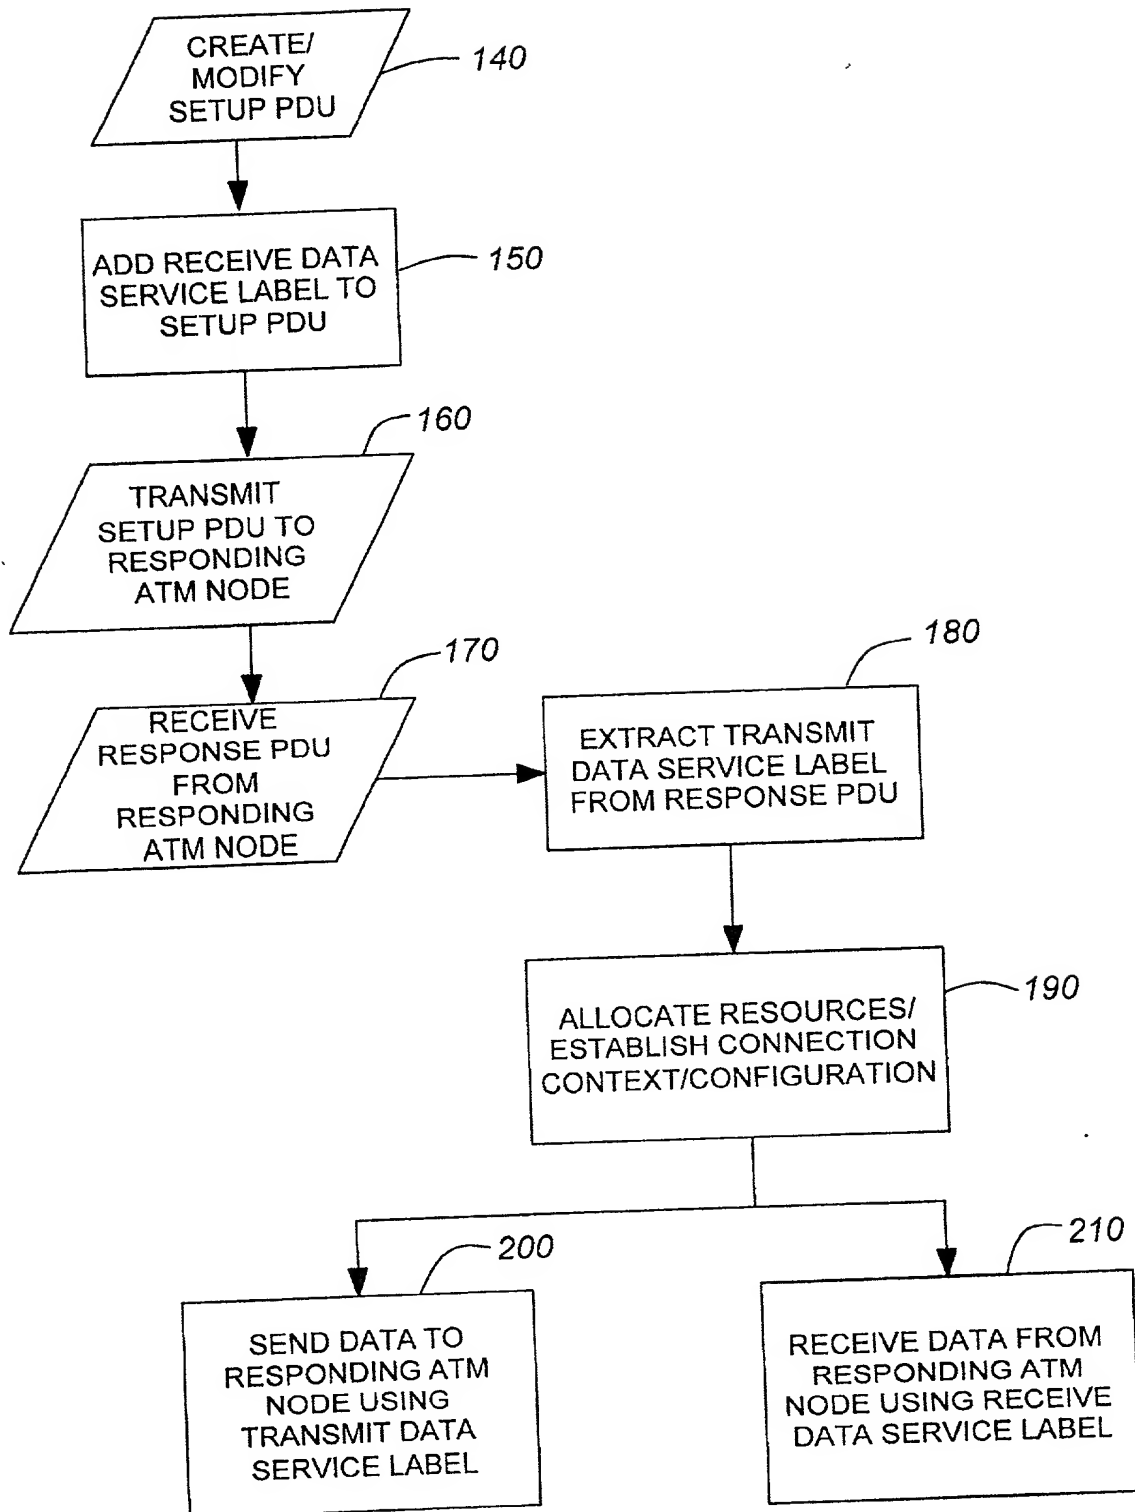 CREATE/
MODIFY
SETUP PDU
140
ADD RECEIVE DATA
SERVICE LABEL TO
SETUP PDU
150
160
TRANSMIT
SETUP PDU TO
RESPONDING
ATM NODE
170
RECEIVE
RESPONSE PDU
FROM
RESPONDING
ATM NODE
180
EXTRACT TRANSMIT
DATA SERVICE LABEL
FROM RESPONSE PDU
ALLOCATE RESOURCES/
ESTABLISH CONNECTION
CONTEXT/CONFIGURATION
190
200
SEND DATA TO
RESPONDING ATM
NODE USING
TRANSMIT DATA
SERVICE LABEL
210
RECEIVE DATA FROM
RESPONDING ATM
NODE USING RECEIVE
DATA SERVICE LABEL